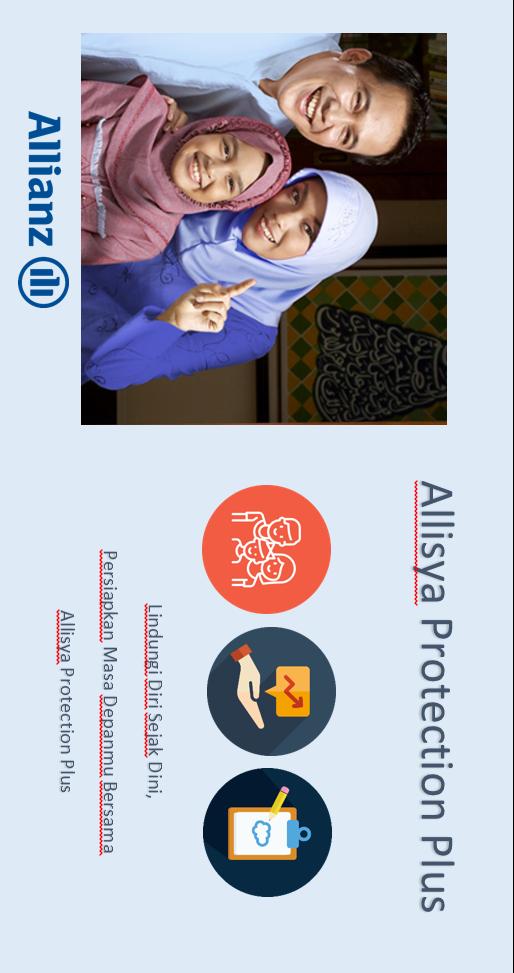 Allisya Protection Plus
Lindungi Diri Sejak Dini,
Persiapkan Masa Depanmu Bersama
Allisya Protection Plus
Allianz